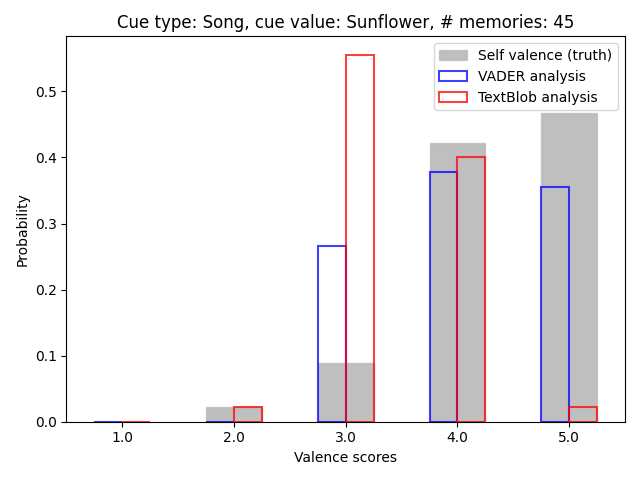 Cue type: Song, cue value: Sunflower, # memories: 45
Self valence (truth)
VADER analysis
TextBlob analysis
Probability
0.5
0.4
0.3
0.2
0.1
0.0
1.0 2.0 3.0 4.0 5.0
Valence scores